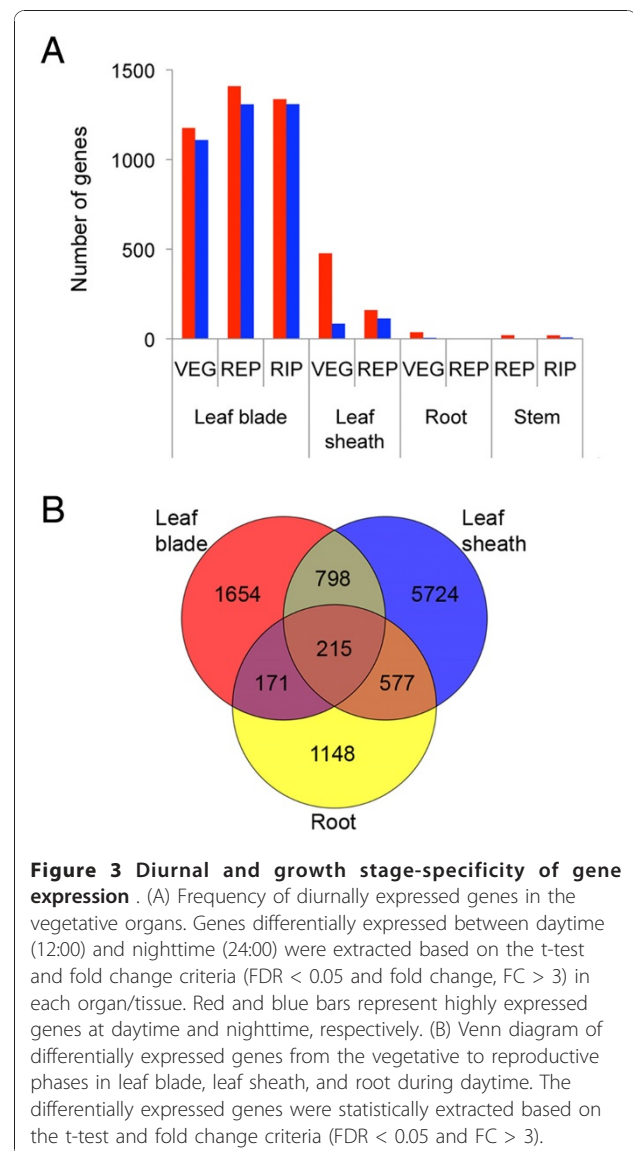 A
1500
1000
500
0
Number of genes
VEG REP RIP VEG REP VEG REP REP RIP
Leaf blade Leaf sheath Root Stem
B
Leaf blade
Leaf sheath
1654
798
5724
215
171
577
1148
Root
Figure 3 Diurnal and growth stage-specificity of gene
expression . (A) Frequency of diurnally expressed genes in the
vegetative organs. Genes differentially expressed between daytime
(12:00) and nighttime (24:00) were extracted based on the t-test
and fold change criteria (FDR < 0.05 and fold change, FC > 3) in
each organ/tissue. Red and blue bars represent highly expressed
genes at daytime and nighttime, respectively. (B) Venn diagram of
differentially expressed genes from the vegetative to reproductive
phases in leaf blade, leaf sheath, and root during daytime. The
differentially expressed genes were statistically extracted based on
the t-test and fold change criteria (FDR < 0.05 and FC > 3).